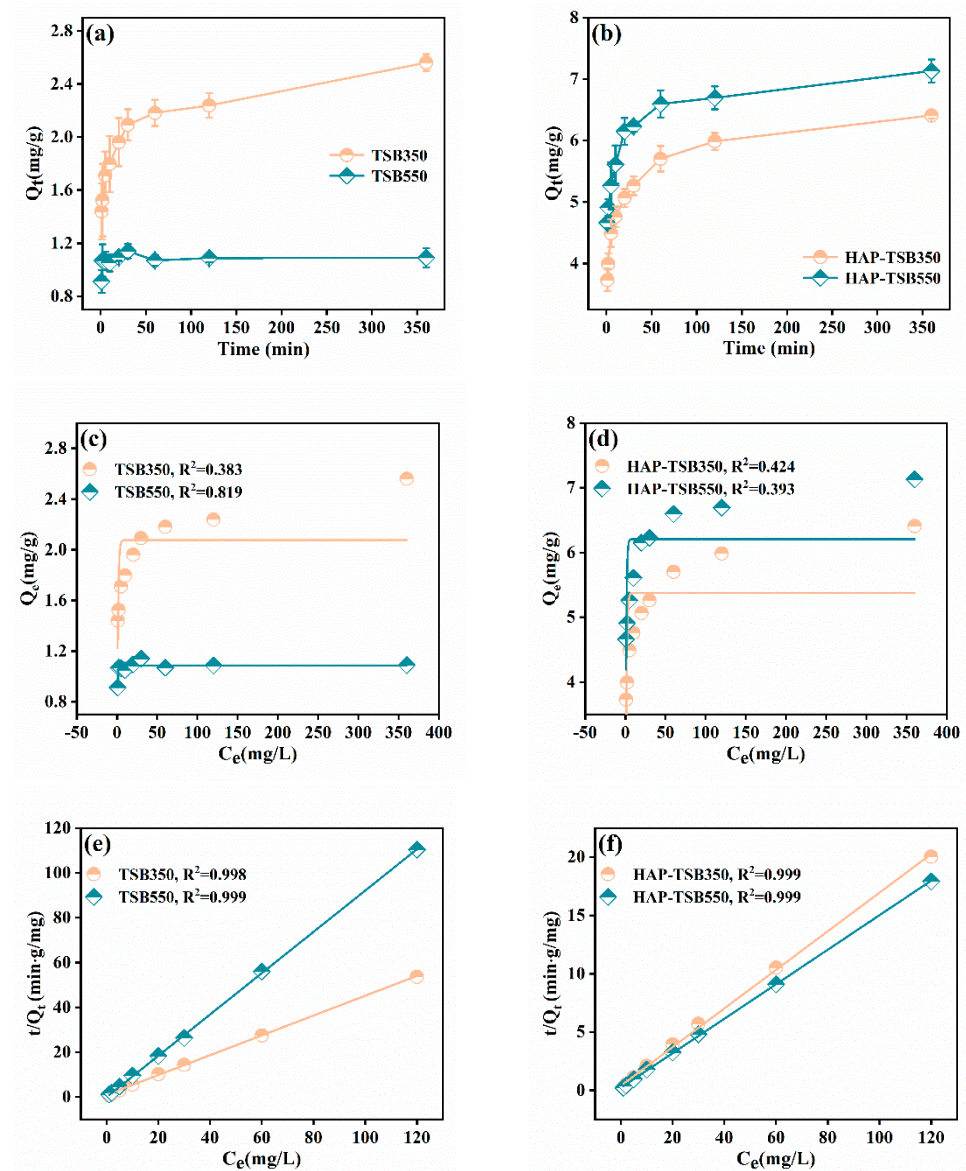 (a)
2.8
2.4
2.0
1.6
1.2
0.8
Qt(mg/g)
TSB350
TSB550
0 50 100 150 200 250 300 350
Time (min)
(b)
8
7
6
5
4
Qt(mg/g)
HAP-TSB350
HAP-TSB550
0 50 100 150 200 250 300 350
Time (min)
(c)
2.8
2.4
2.0
1.6
1.2
0.8
Qe(mg/g)
TSB350, R²=0.383
TSB550, R²=0.819
-50 0 50 100 150 200 250 300 350 400
Ce(mg/L)
(d)
8
7
6
5
4
Qe(mg/g)
HAP-TSB350, R²=0.424
HAP-TSB550, R²=0.393
-50 0 50 100 150 200 250 300 350 400
Ce(mg/L)
(e)
120
100
80
60
40
20
0
t/Qt (min·g/mg)
TSB350, R²=0.998
TSB550, R²=0.999
0 20 40 60 80 100 120
Ce(mg/L)
(f)
20
15
10
5
0
t/Qt (min·g/mg)
HAP-TSB350, R²=0.999
HAP-TSB550, R²=0.999
0 20 40 60 80 100 120
Ce(mg/L)